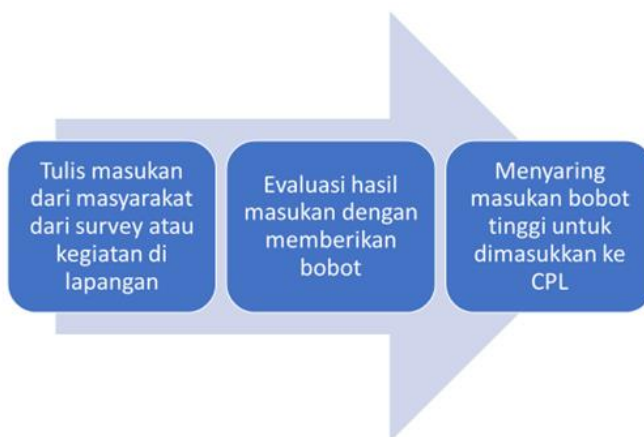 Tulis masukan
dari masyarakat
dari survey atau
kegiatan di
lapangan
Evaluasi hasil
masukan dengan
memberikan
bobot
Menyaring
masukan bobot
tinggi untuk
dimasukkan ke
CPL